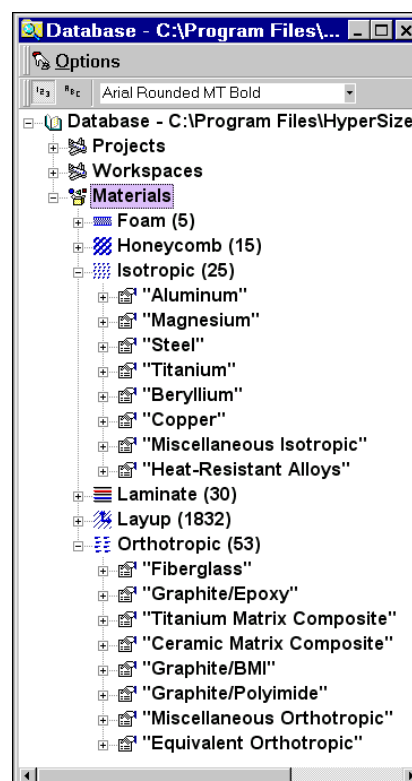 Database - C:\Program Files\...
Options
Arial Rounded MT Bold
Database - C:\Program Files\HyperSize
Projects
Workspaces
Materials
Foam (5)
Honeycomb (15)
Isotropic (25)
"Aluminum"
"Magnesium"
"Steel"
"Titanium"
"Beryllium"
"Copper"
"Miscellaneous Isotropic"
"Heat-Resistant Alloys"
Laminate (30)
Layup (1832)
Orthotropic (53)
"Fiberglass"
"Graphite/Epoxy"
"Titanium Matrix Composite"
"Ceramic Matrix Composite"
"Graphite/BMI"
"Graphite/Polyimide"
"Miscellaneous Orthotropic"
"Equivalent Orthotropic"